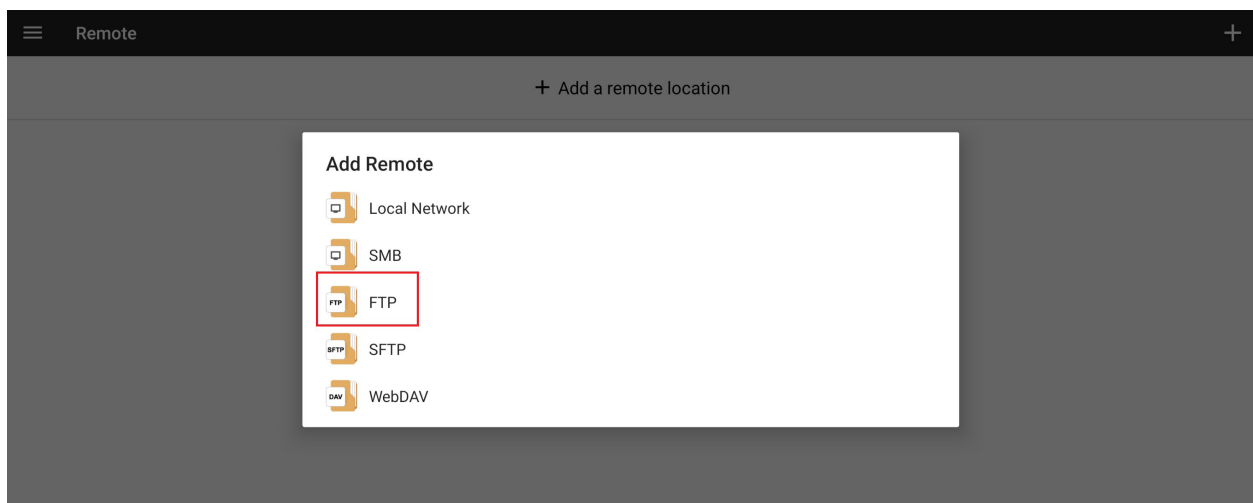 Remote
+ Add a remote location
Add Remote
Local Network
SMB
FTP FTP
SFTP SFTP
DAV WebDAV